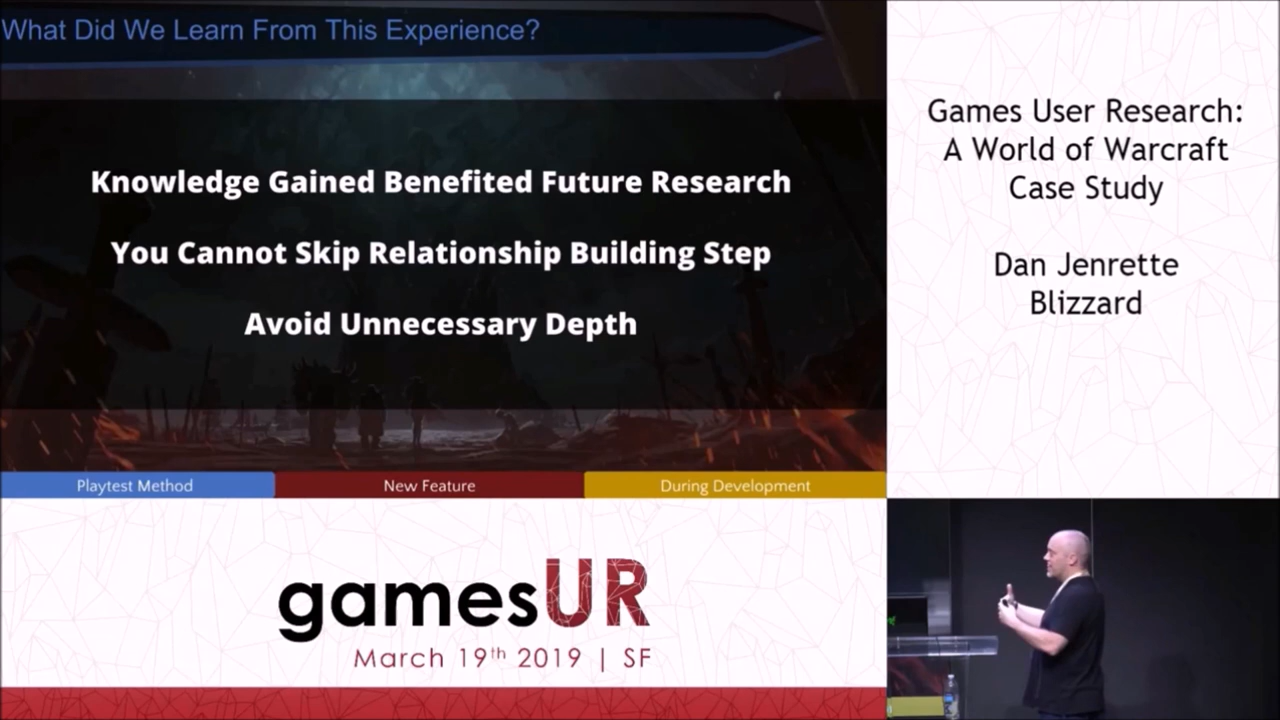 What Did We Learn From This Experience?
Knowledge Gained Benefited Future Research
You Cannot Skip Relationship Building Step
Avoid Unnecessary Depth
Playtest Method
New Feature
During Development
Games User Research:
A World of Warcraft
Case Study
Dan Jenrette
Blizzard
gamesUR
March 19th 2019 | SF